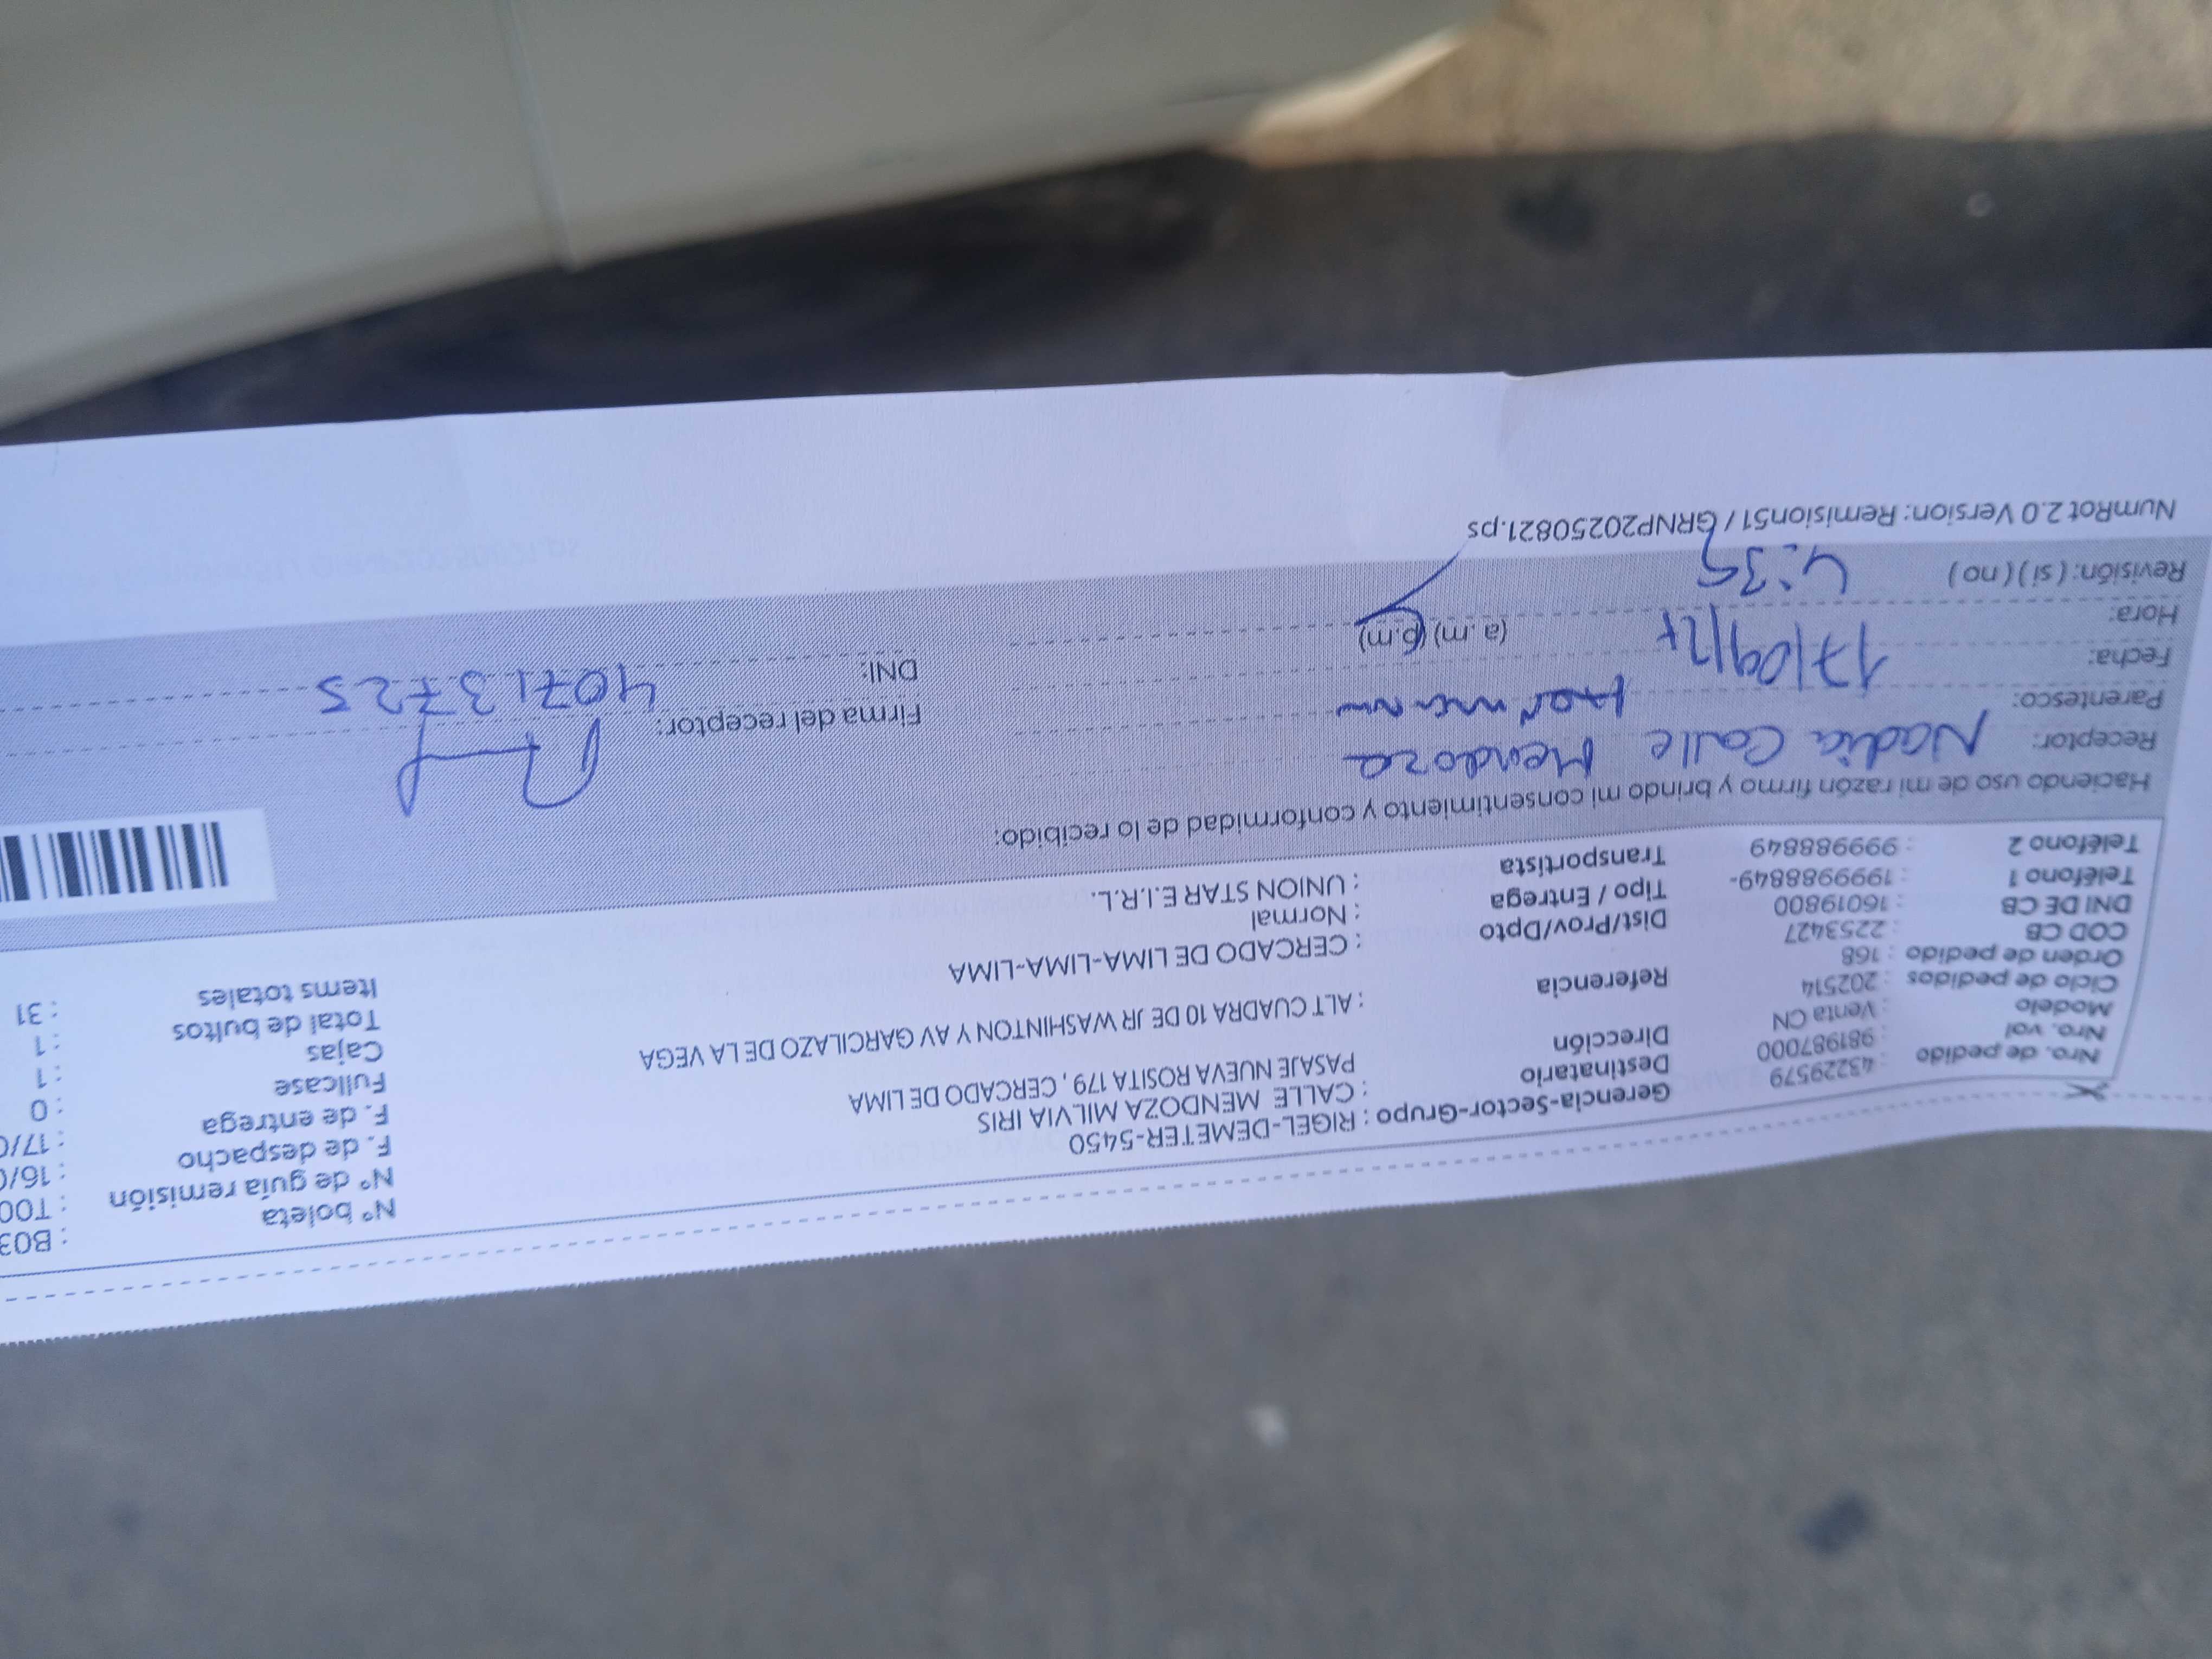 Nº boleta : B03
Nº de guía remisión : T00
F. de despacho : 16/0
F. de entrega : 17/0
Fullcase : 0
Cajas : 1
Total de bultos : 1
Items totales : 31
Gerencia-Sector-Grupo : RIGEL-DEMETER-5450
Destinatario : CALLE MENDOZA MILVIA IRIS
Dirección PASAJE NUEVA ROSITA 179 , CERCADO DE LIMA
Referencia : ALT CUADRA 10 DE JR WASHINTON Y AV GARCILAZO DE LA VEGA
Dist/Prov/Dpto : CERCADO DE LIMA-LIMA-LIMA
Tipo / Entrega : Normal
Transportista : UNION STAR E.I.R.L.
Nro. de pedido : 43229579
Nro. vol : 981987000
Modelo : Venta CN
Ciclo de pedidos : 202514
Orden de pedido : 168
COD CB : 2253427
DNI DE CB : 16019800
Teléfono 1 : 199998849-
Teléfono 2 : 99998849
Haciendo uso de mi razón firmo y brindo mi consentimiento y conformidad de lo recibido:
Receptor: Nadia Calle Mendoza
Parentesco: Hermana
Fecha: 17/09/
Hora: 4:35 (a.m) (p.m)
Revisión: ( si ) ( no )
Firma del receptor:
DNI: 40713725
NumRot 2.0 Version: Remision51 / GRNP20250821.ps